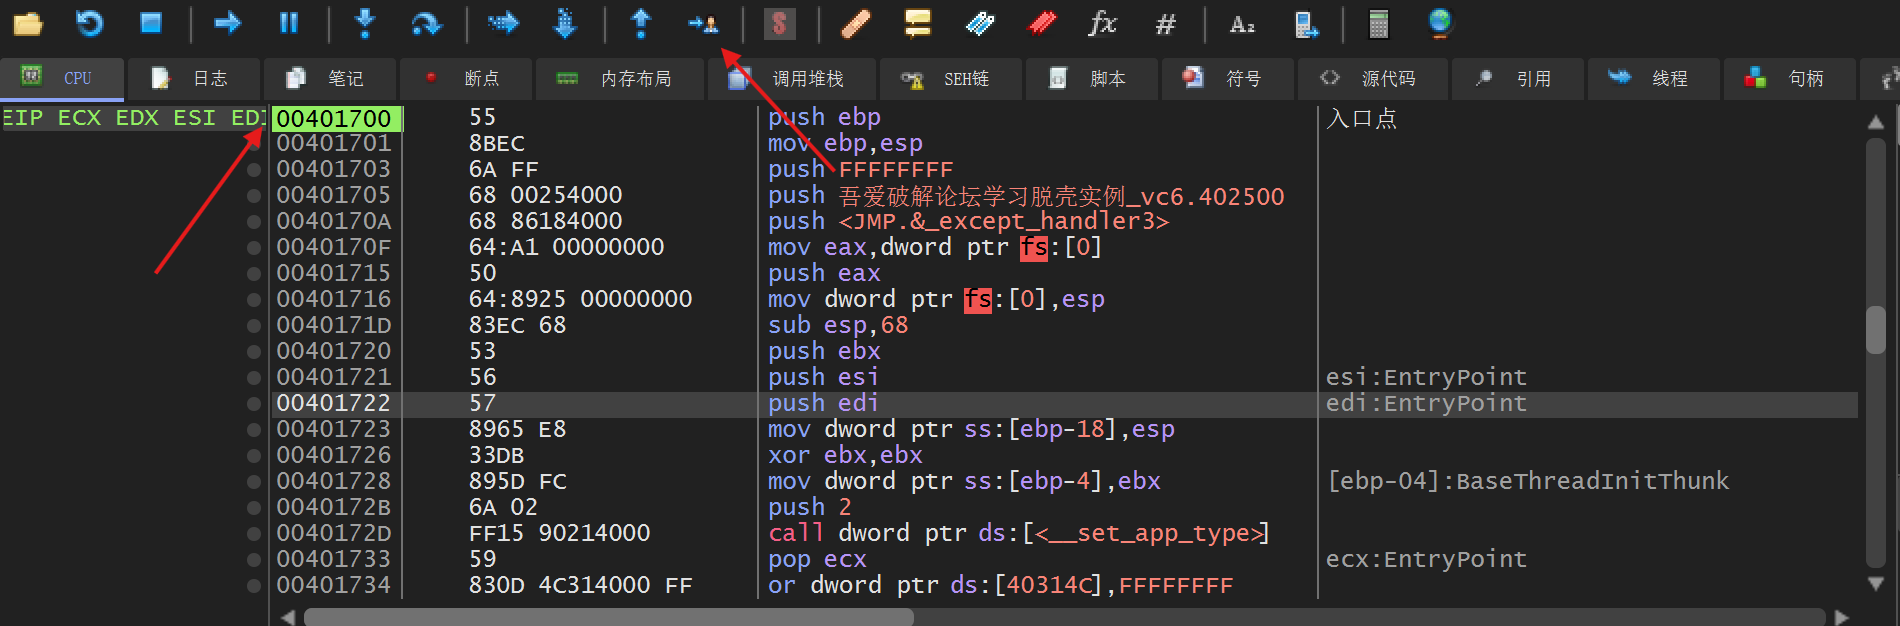 S fx # A2
CPU 日志 笔记 断点 内存布局 调用堆栈 SEH链 脚本 符号 源代码 引用 线程 句柄
EIP ECX EDX ESI EDI 00401700 55 push ebp 入口点
00401701 8BEC mov ebp,esp
00401703 6A FF push FFFFFFFF
00401705 68 00254000 push 吾爱破解论坛学习脱壳实例_vc6.402500
0040170A 68 86184000 push <JMP.&_except_handler3>
0040170F 64:A1 00000000 mov eax,dword ptr fs:[0]
00401715 50 push eax
00401716 64:8925 00000000 mov dword ptr fs:[0],esp
0040171D 83EC 68 sub esp,68
00401720 53 push ebx
00401721 56 push esi esi:EntryPoint
00401722 57 push edi edi:EntryPoint
00401723 8965 E8 mov dword ptr ss:[ebp-18],esp
00401726 33DB xor ebx,ebx
00401728 895D FC mov dword ptr ss:[ebp-4],ebx [ebp-04]:BaseThreadInitThunk
0040172B 6A 02 push 2
0040172D FF15 90214000 call dword ptr ds:[<__set_app_type>]
00401733 59 pop ecx ecx:EntryPoint
00401734 830D 4C314000 FF or dword ptr ds:[40314C],FFFFFFFF